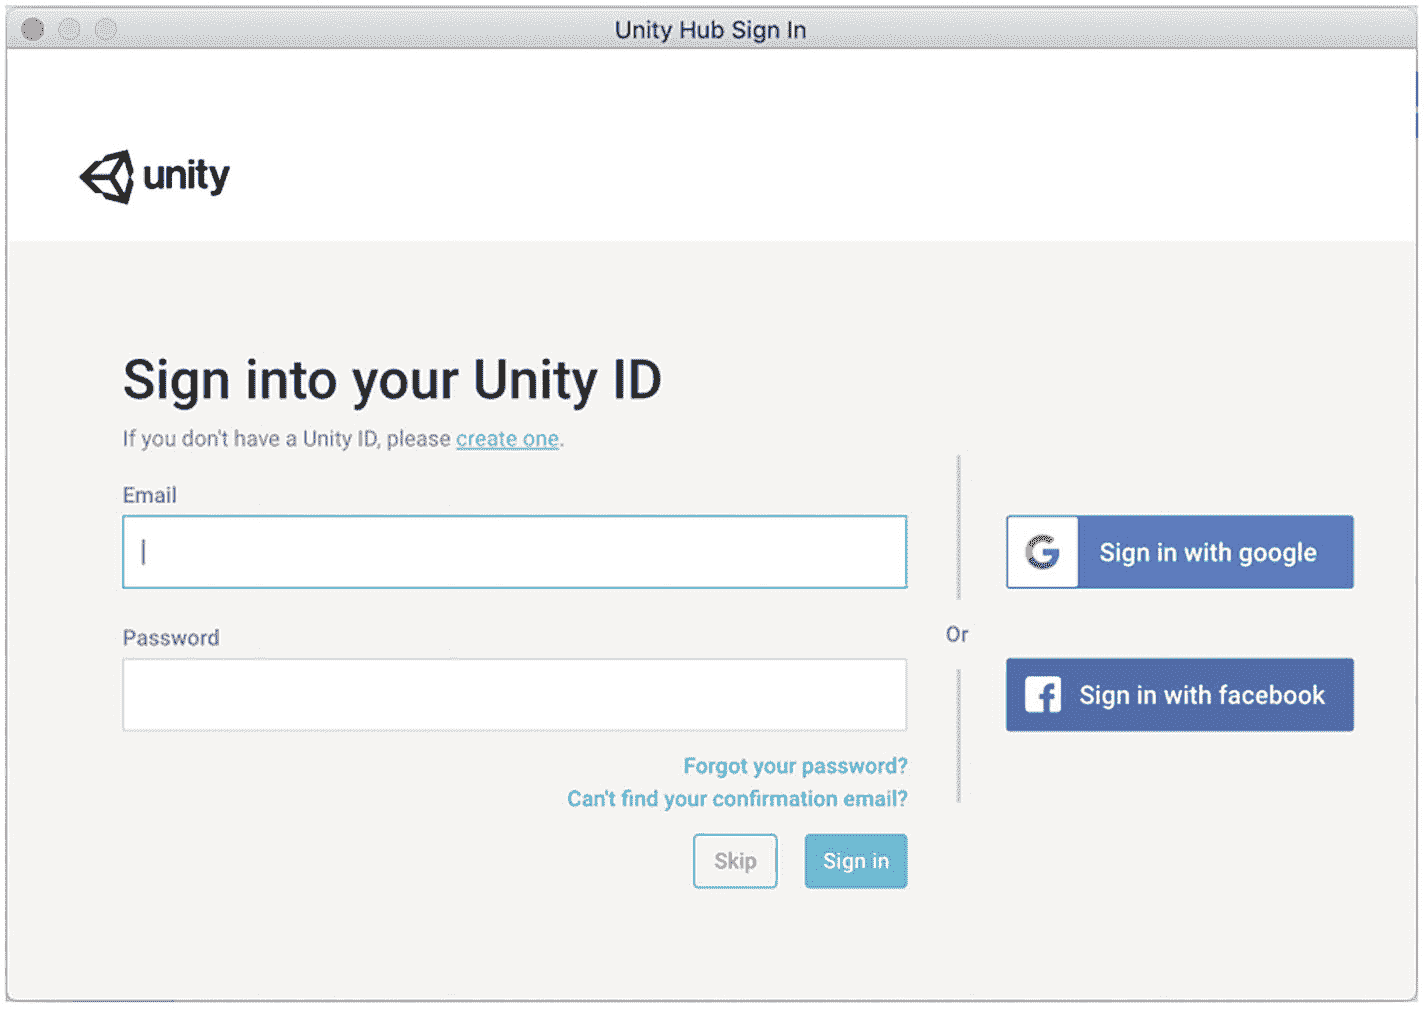 Unity Hub Sign In
unity
Sign into your Unity ID
If you don't have a Unity ID, please create one.
Email
Password
Forgot your password?
Can't find your confirmation email?
Skip
Sign in
Or
G
Sign in with google
f
Sign in with facebook